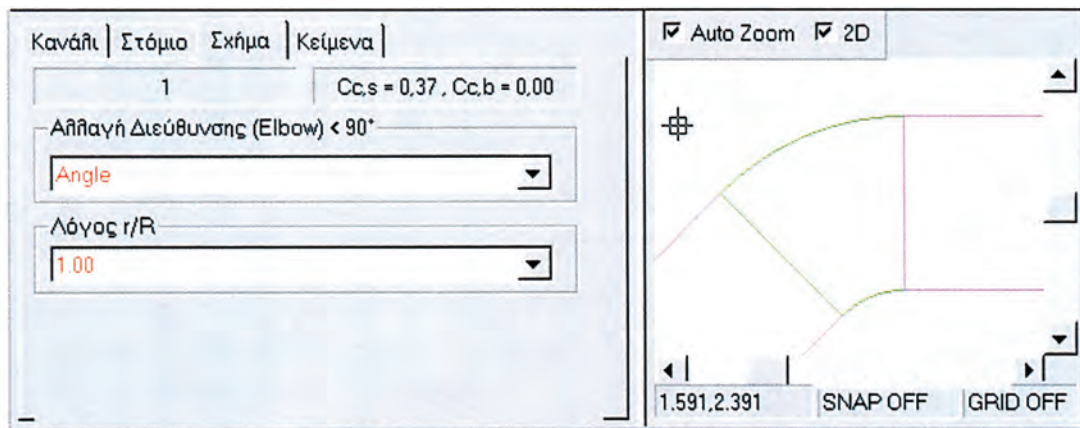 Κανάλι Στόμιο Σχήμα Κείμενα
1 Cc,s = 0,37 , Cc,b = 0,00
Αλλαγή Διεύθυνσης (Elbow) < 90°
Angle
Λόγος r/R
1.00
Auto Zoom 2D
1.591,2.391 SNAP OFF GRID OFF